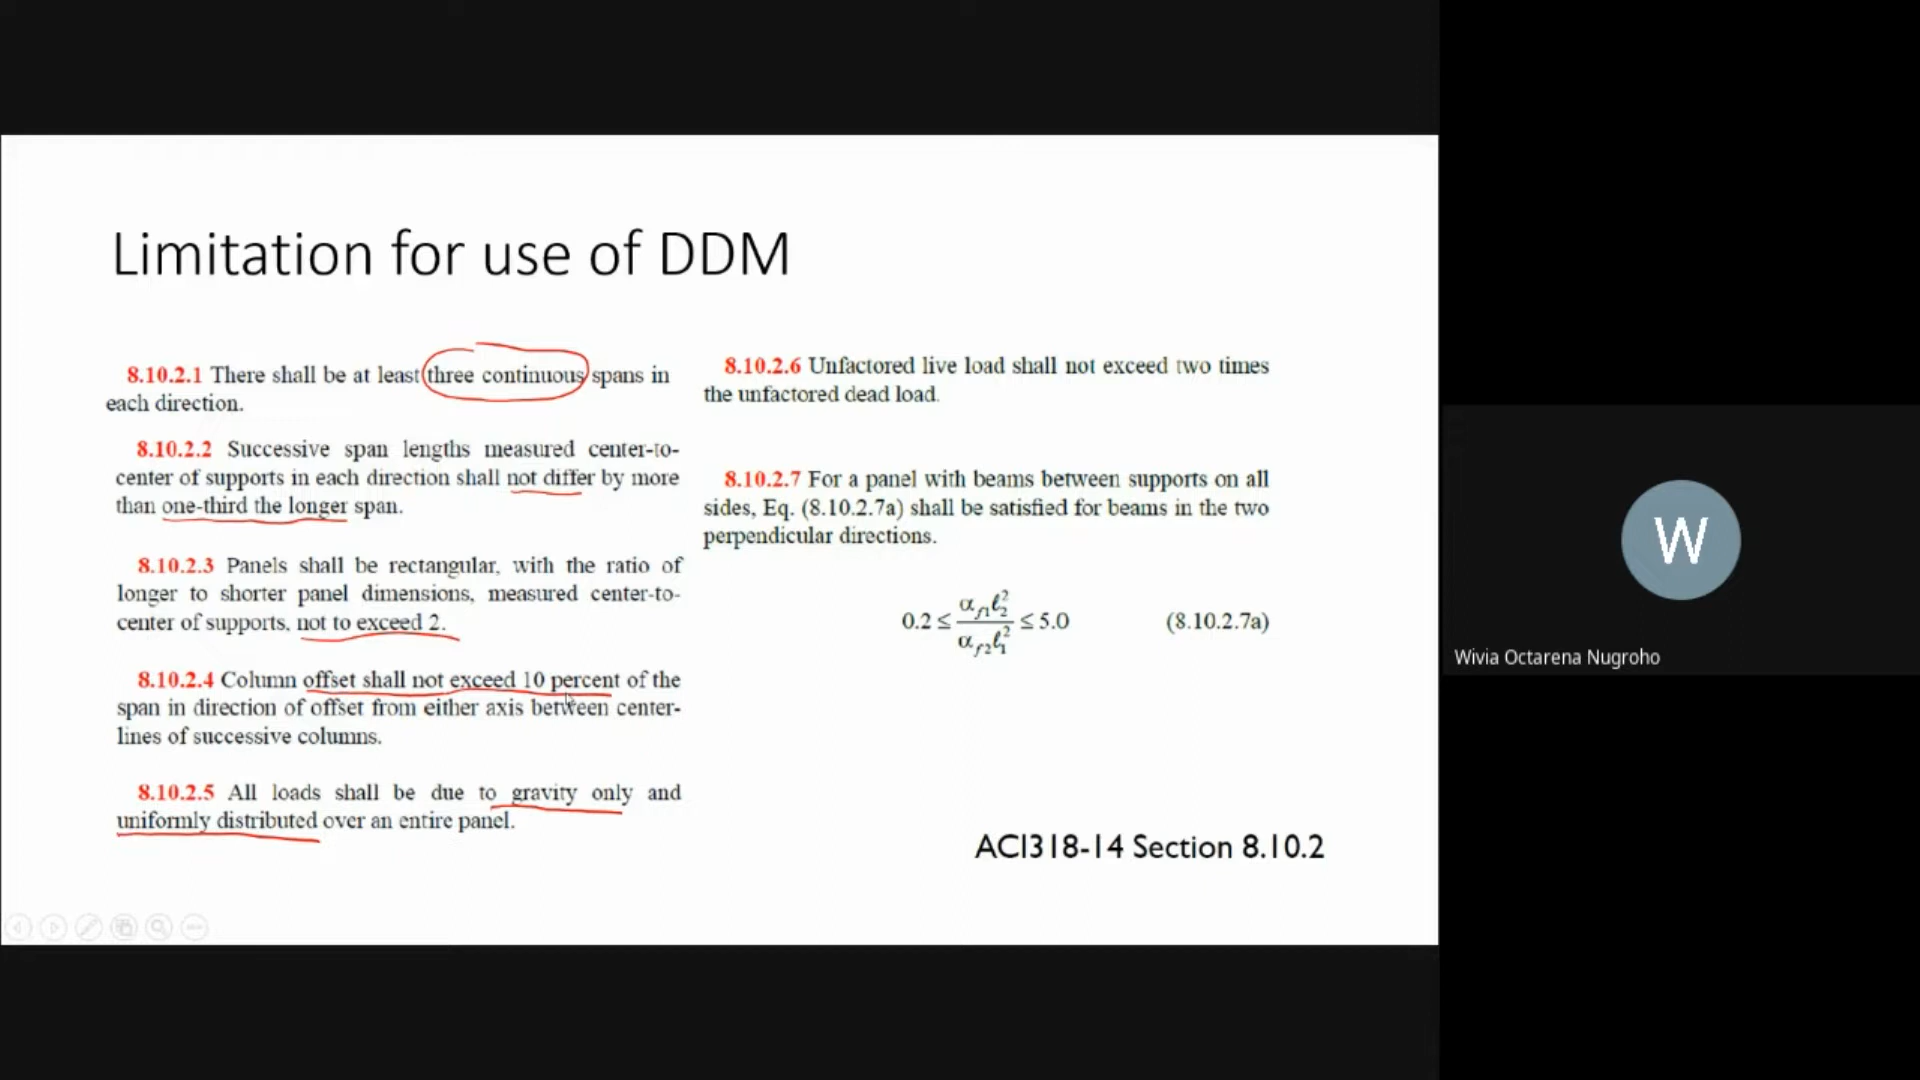 Limitation for use of DDM
8.10.2.1 There shall be at least three continuous spans in
each direction.
8.10.2.2 Successive span lengths measured center-to-
center of supports in each direction shall not differ by more
than one-third the longer span.
8.10.2.3 Panels shall be rectangular, with the ratio of
longer to shorter panel dimensions, measured center-to-
center of supports, not to exceed 2.
8.10.2.4 Column offset shall not exceed 10 percent of the
span in direction of offset from either axis between center-
lines of successive columns.
8.10.2.5 All loads shall be due to gravity only and
uniformly distributed over an entire panel.
8.10.2.6 Unfactored live load shall not exceed two times
the unfactored dead load.
8.10.2.7 For a panel with beams between supports on all
sides, Eq. (8.10.2.7a) shall be satisfied for beams in the two
perpendicular directions.
0.2 ≤ α_f1 ℓ_2^2 / α_f2 ℓ_1^2 ≤ 5.0 (8.10.2.7a)
ACI318-14 Section 8.10.2
W
Wivia Octarena Nugroho